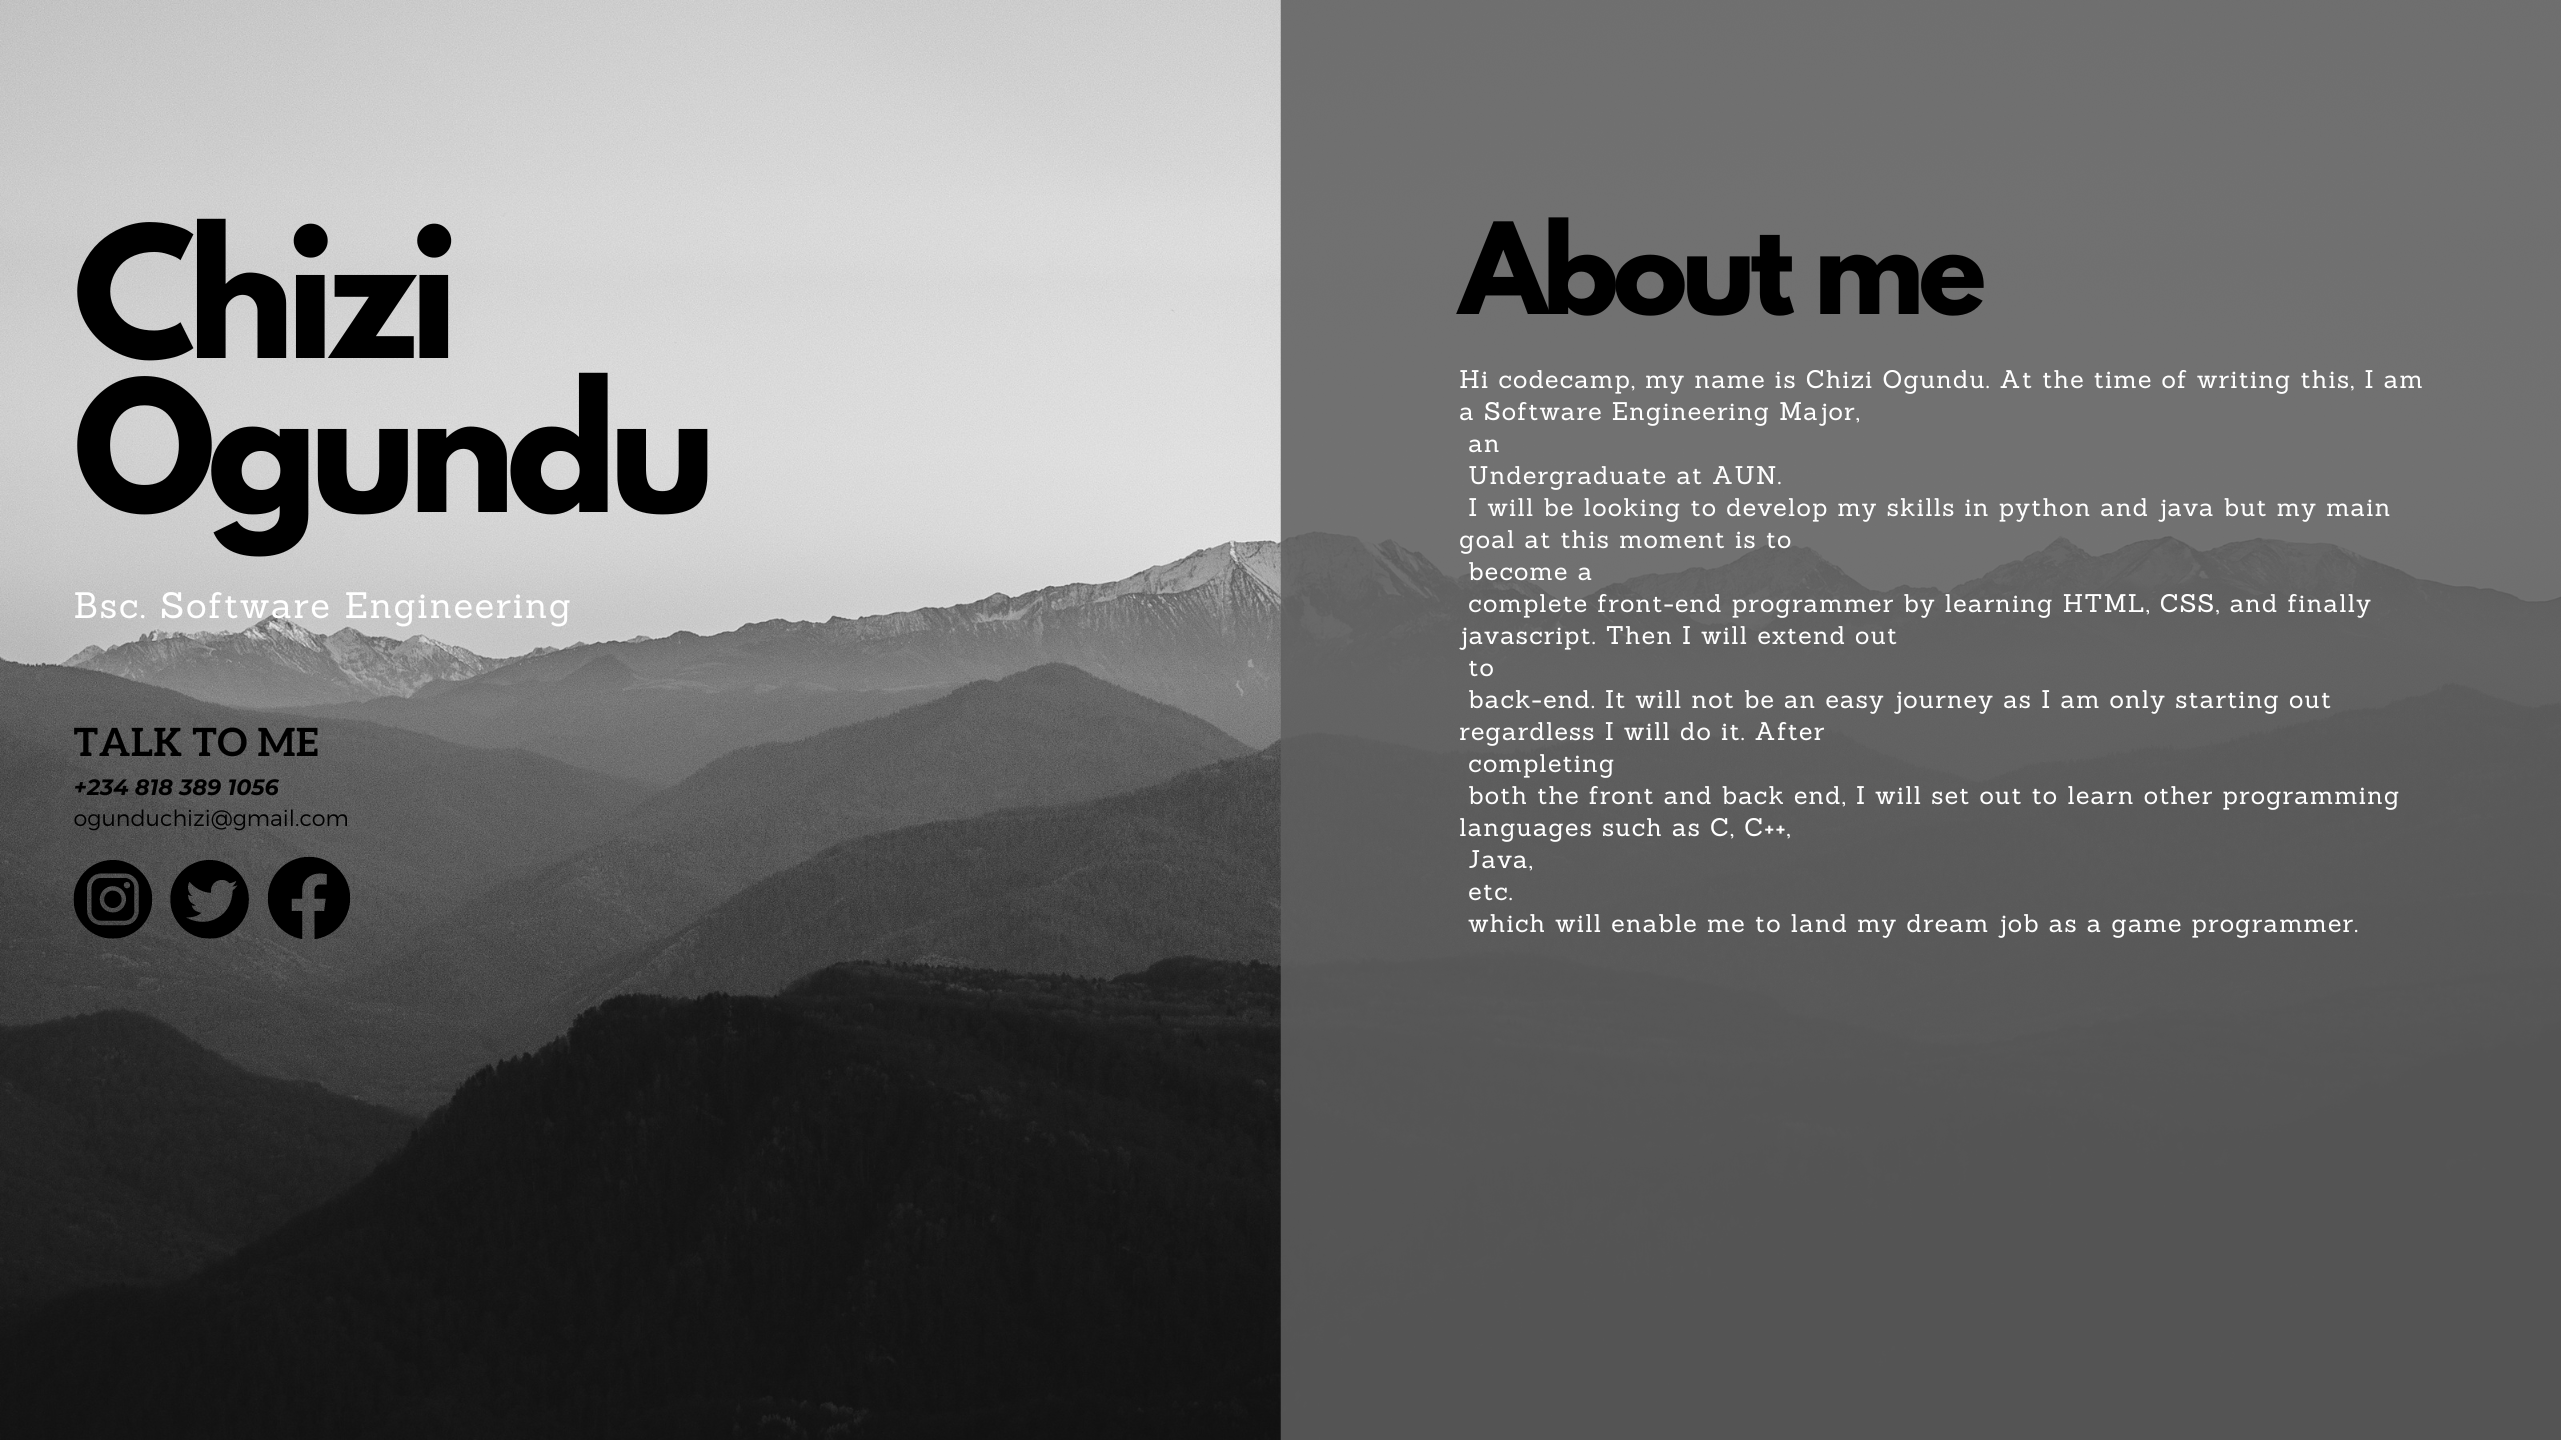 Chizi
Ogundu
Bsc. Software Engineering
TALK TO ME
+234 818 389 1056
ogunduchizi@gmail.com
About me
Hi codecamp, my name is Chizi Ogundu. At the time of writing this, I am
a Software Engineering Major,
an
Undergraduate at AUN.
I will be looking to develop my skills in python and java but my main
goal at this moment is to
become a
complete front-end programmer by learning HTML, CSS, and finally
javascript. Then I will extend out
to
back-end. It will not be an easy journey as I am only starting out
regardless I will do it. After
completing
both the front and back end, I will set out to learn other programming
languages such as C, C++,
Java,
etc.
which will enable me to land my dream job as a game programmer.